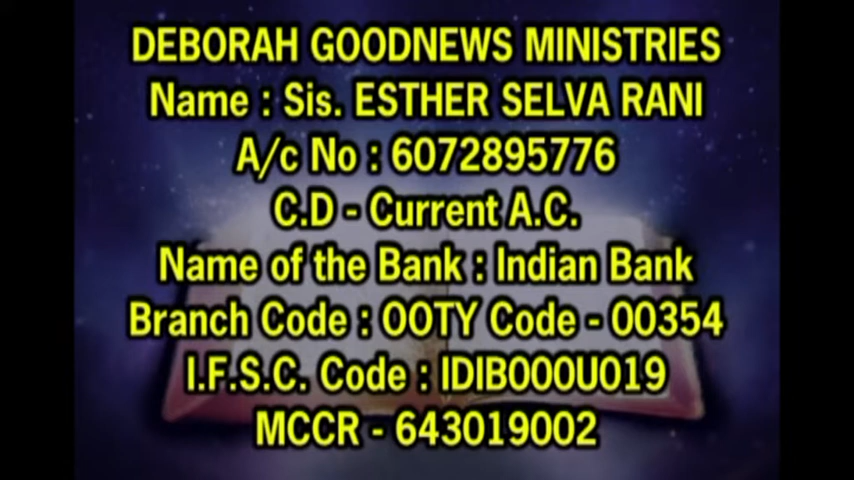 DEBORAH GOODNEWS MINISTRIES
Name : Sis. ESTHER SELVA RANI
A/c No : 6072895776
C.D - Current A.C.
Name of the Bank : Indian Bank
Branch Code : OOTY Code - 00354
I.F.S.C. Code : IDIB000U019
MCCR - 643019002